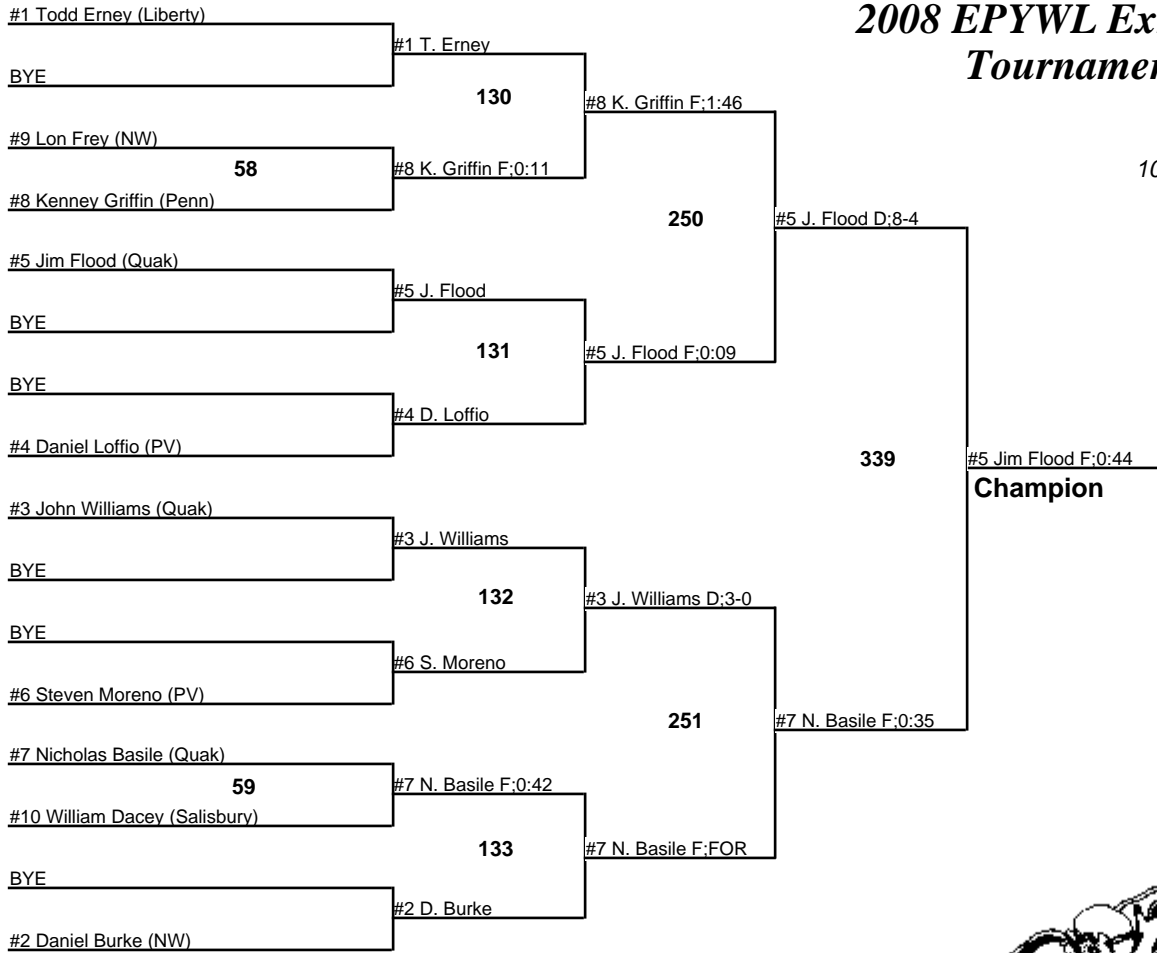 #1 Todd Erney (Liberty)
BYE
#9 Lon Frey (NW)
58
#8 Kenney Griffin (Penn)
#5 Jim Flood (Quak)
BYE
BYE
#4 Daniel Loffio (PV)
#3 John Williams (Quak)
BYE
BYE
#6 Steven Moreno (PV)
#7 Nicholas Basile (Quak)
59
#10 William Dacey (Salisbury)
BYE
#2 Daniel Burke (NW)
#1 T. Erney
130
#8 K. Griffin F;0:11
#5 J. Flood
131
#4 D. Loffio
#3 J. Williams
132
#6 S. Moreno
#7 N. Basile F;0:42
133
#2 D. Burke
#8 K. Griffin F;1:46
250
#5 J. Flood F;0:09
#3 J. Williams D;3-0
251
#7 N. Basile F;FOR
#5 J. Flood D;8-4
339
#7 N. Basile F;0:35
#5 Jim Flood F;0:44
Champion
2008 EPYWL Ex
Tournamen
10